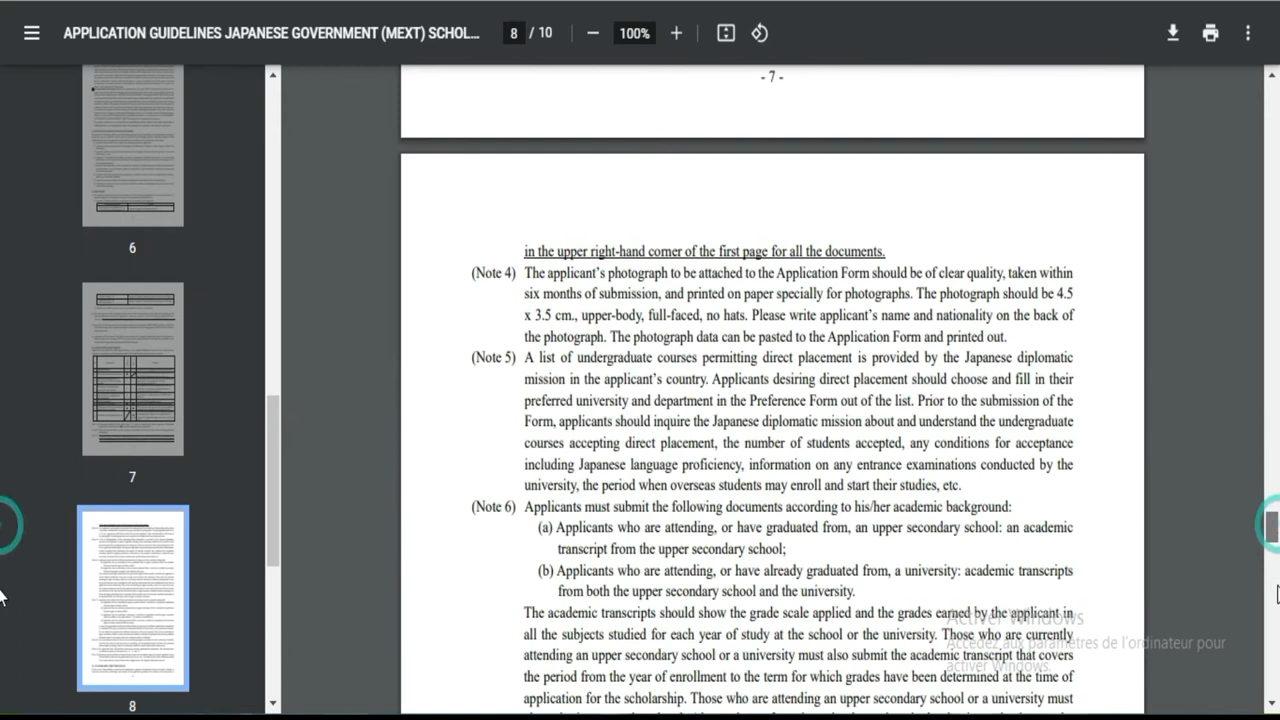 APPLICATION GUIDELINES JAPANESE GOVERNMENT (MEXT) SCHOL...
8 / 10
100%
- 7 -
6
7
8
in the upper right-hand corner of the first page for all the documents.
(Note 4) The applicant's photograph to be attached to the Application Form should be of clear quality, taken within
six months of submission, and printed on paper specially for photographs. The photograph should be 4.5
x 3.5 cm., upper-body, full-faced, no hats. Please write applicant's name and nationality on the back of
the photograph. The photograph data can be pasted to the Application Form and printed out.
(Note 5) A list of undergraduate courses permitting direct placement is provided by the Japanese diplomatic
mission in the applicant's country. Applicants desiring direct placement should choose and fill in their
preferred university and department in the Preference Form out of the list. Prior to the submission of the
Form, applicants should inquire the Japanese diplomatic mission about and understand the undergraduate
courses accepting direct placement, the number of students accepted, any conditions for acceptance
including Japanese language proficiency, information on any entrance examinations conducted by the
university, the period when overseas students may enroll and start their studies, etc.
(Note 6) Applicants must submit the following documents according to his/her academic background:
Applicants who are attending, or have graduated from, an upper secondary school: an academic
transcript from the upper secondary school;
Applicants who are attending, or have already graduated from, a university: academic transcripts
from both the upper secondary school and the university.
The academic transcripts should show the grade scale applied and the grades earned by the applicant in
all the subjects studied for each year of study at the school or the university. Those who are currently
attending an upper secondary school or a university must also submit the academic transcript that covers
the period from the year of enrollment to the term for which grades have been determined at the time of
application for the scholarship. Those who are attending an upper secondary school or a university must
Activer Windows
Accédez aux paramètres de l'ordinateur pour
activer Windows.